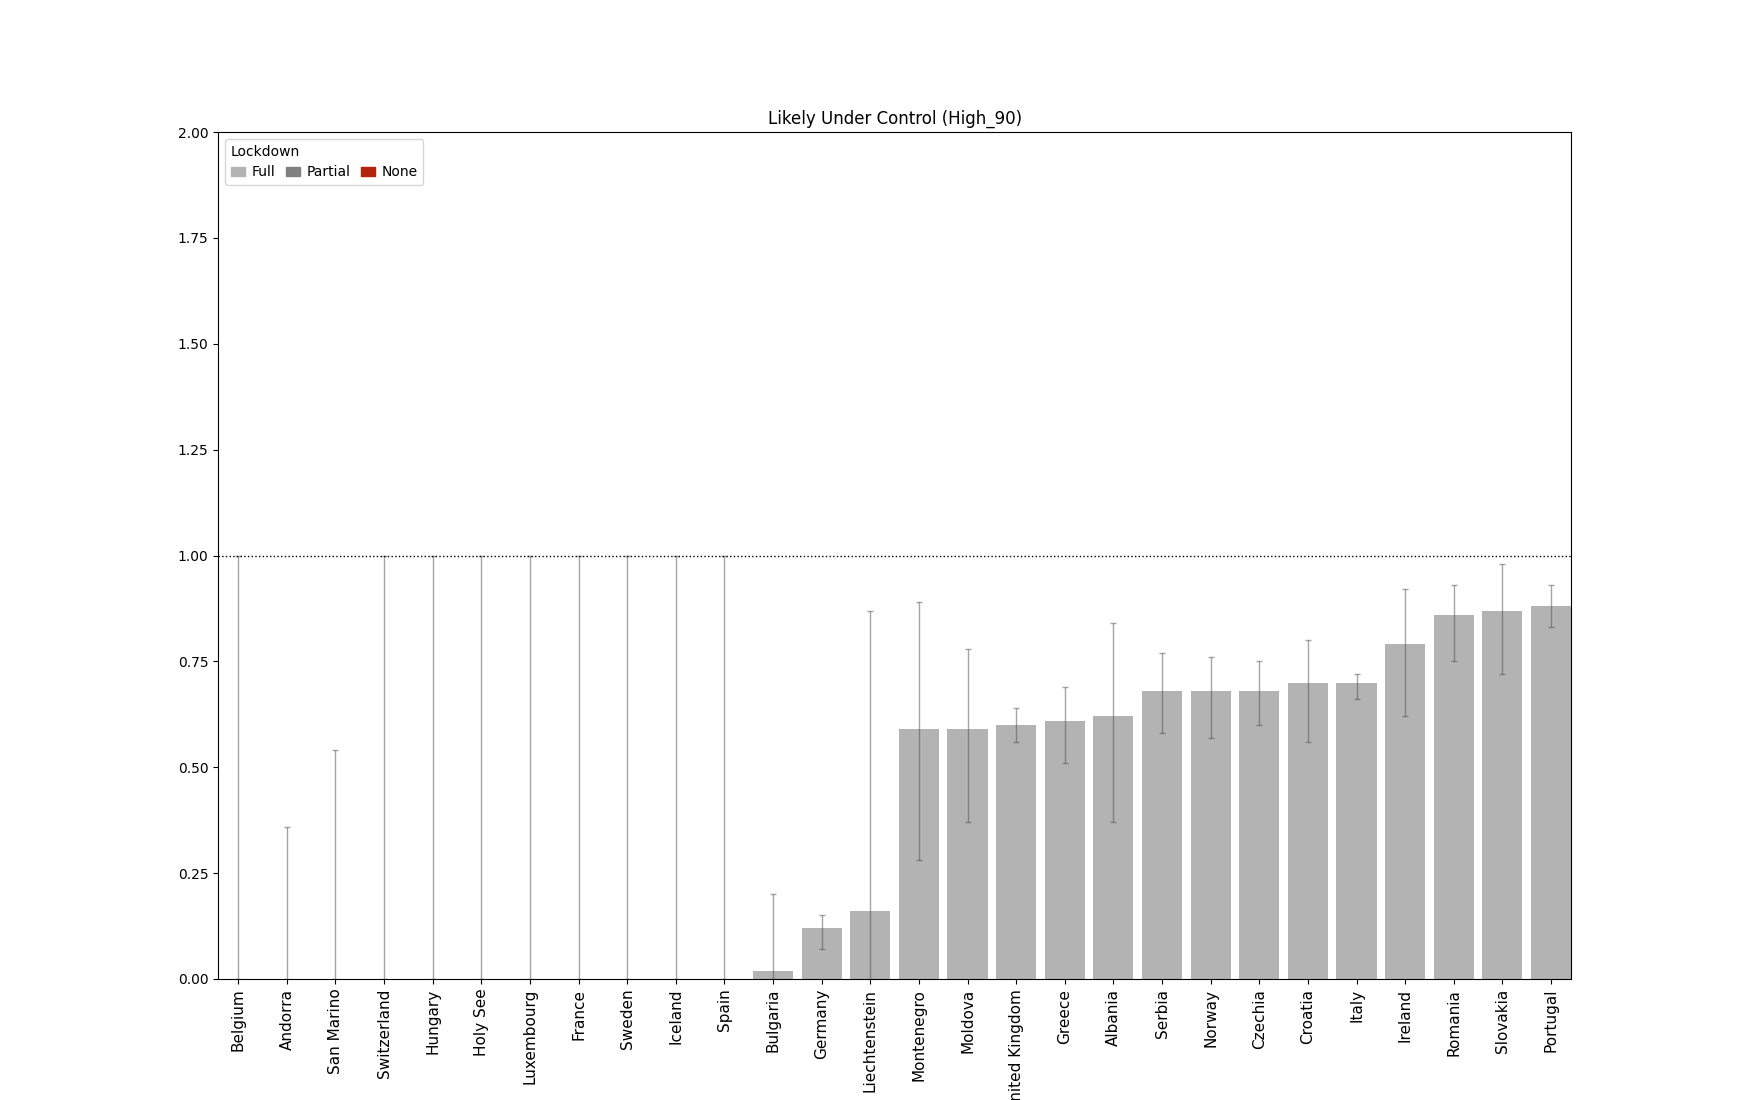 Likely Under Control (High_90)
2.00
Lockdown
Full Partial None
1.75
1.50
1.25
1.00
0.75
0.50
0.25
0.00
Belgium
Andorra
San Marino
Switzerland
Hungary
Holy See
Luxembourg
France
Sweden
Iceland
Spain
Bulgaria
Germany
Liechtenstein
Montenegro
Moldova
nited Kingdom
Greece
Albania
Serbia
Norway
Czechia
Croatia
Italy
Ireland
Romania
Slovakia
Portugal